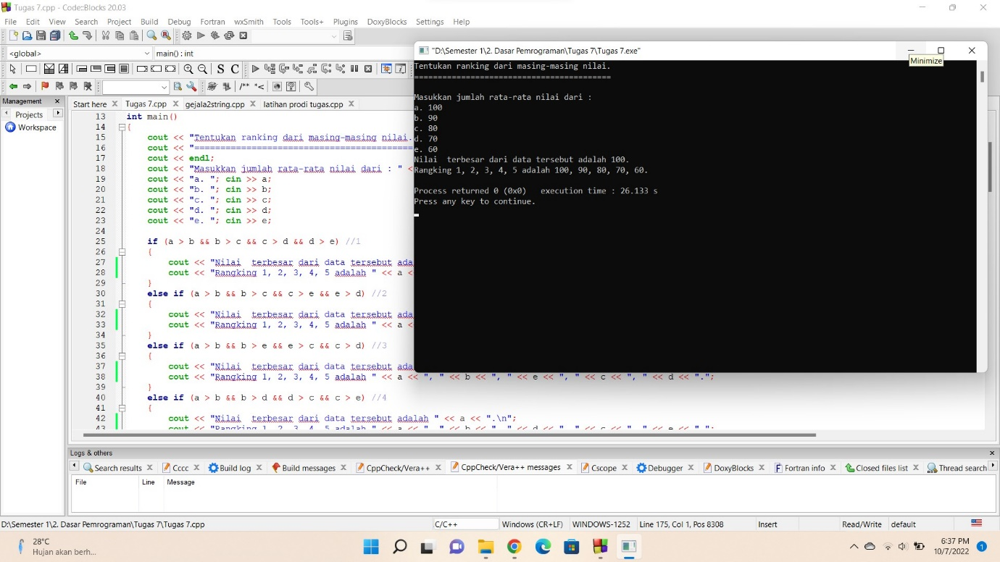 Tugas 7.cpp - Code::Blocks 20.03
File Edit View Search Project Build Debug Fortran wxSmith Tools Tools+ Plugins DoxyBlocks Settings Help
<global> main() : int
Management
Projects
Workspace
Start here Tugas 7.cpp gejala2string.cpp latihan prodi tugas.cpp
13 int main()
14 {
15 cout << "Tentukan ranking dari masing-masing nilai.
16 cout << "==========================================
17 cout << endl;
18 cout << "Masukkan jumlah rata-rata nilai dari : " <
19 cout << "a. "; cin >> a;
20 cout << "b. "; cin >> b;
21 cout << "c. "; cin >> c;
22 cout << "d. "; cin >> d;
23 cout << "e. "; cin >> e;
24
25 if (a > b && b > c && c > d && d > e) //1
26 {
27 cout << "Nilai  terbesar dari data tersebut ada
28 cout << "Rangking 1, 2, 3, 4, 5 adalah " << a <
29 }
30 else if (a > b && b > c && c > e && e > d) //2
31 {
32 cout << "Nilai  terbesar dari data tersebut ada
33 cout << "Rangking 1, 2, 3, 4, 5 adalah " << a <
34 }
35 else if (a > b && b > e && e > c && c > d) //3
36 {
37 cout << "Nilai  terbesar dari data tersebut ada
38 cout << "Rangking 1, 2, 3, 4, 5 adalah " << a << ", " << b << ", " << e << ", " << c << ", " << d << ".";
39 }
40 else if (a > b && b > d && d > c && c > e) //4
41 {
42 cout << "Nilai  terbesar dari data tersebut adalah " << a << ".\n";
43 cout << "Rangking 1, 2, 3, 4, 5 adalah " << a << ", " << b << ", " << d << ", " << c << ", " << e << ".";
"D:\Semester 1\2. Dasar Pemrograman\Tugas 7\Tugas 7.exe"
Minimize
Tentukan ranking dari masing-masing nilai.
==========================================
Masukkan jumlah rata-rata nilai dari :
a. 100
b. 90
c. 80
d. 70
e. 60
Nilai  terbesar dari data tersebut adalah 100.
Rangking 1, 2, 3, 4, 5 adalah 100, 90, 80, 70, 60.
Process returned 0 (0x0)   execution time : 26.133 s
Press any key to continue.
Logs & others
Search results Cccc Build log Build messages CppCheck/Vera++ CppCheck/Vera++ messages Cscope Debugger DoxyBlocks Fortran info Closed files list Thread search
File Line Message
D:\Semester 1\2. Dasar Pemrograman\Tugas 7\Tugas 7.cpp C/C++ Windows (CR+LF) WINDOWS-1252 Line 175, Col 1, Pos 8308 Insert Read/Write default
28°C
Hujan akan berh...
6:37 PM
10/7/2022
1